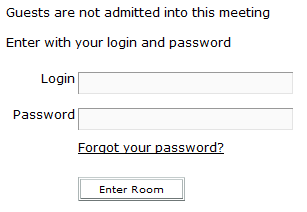 Guests are not admitted into this meeting
Enter with your login and password
Login
Password
Forgot your password?
Enter Room